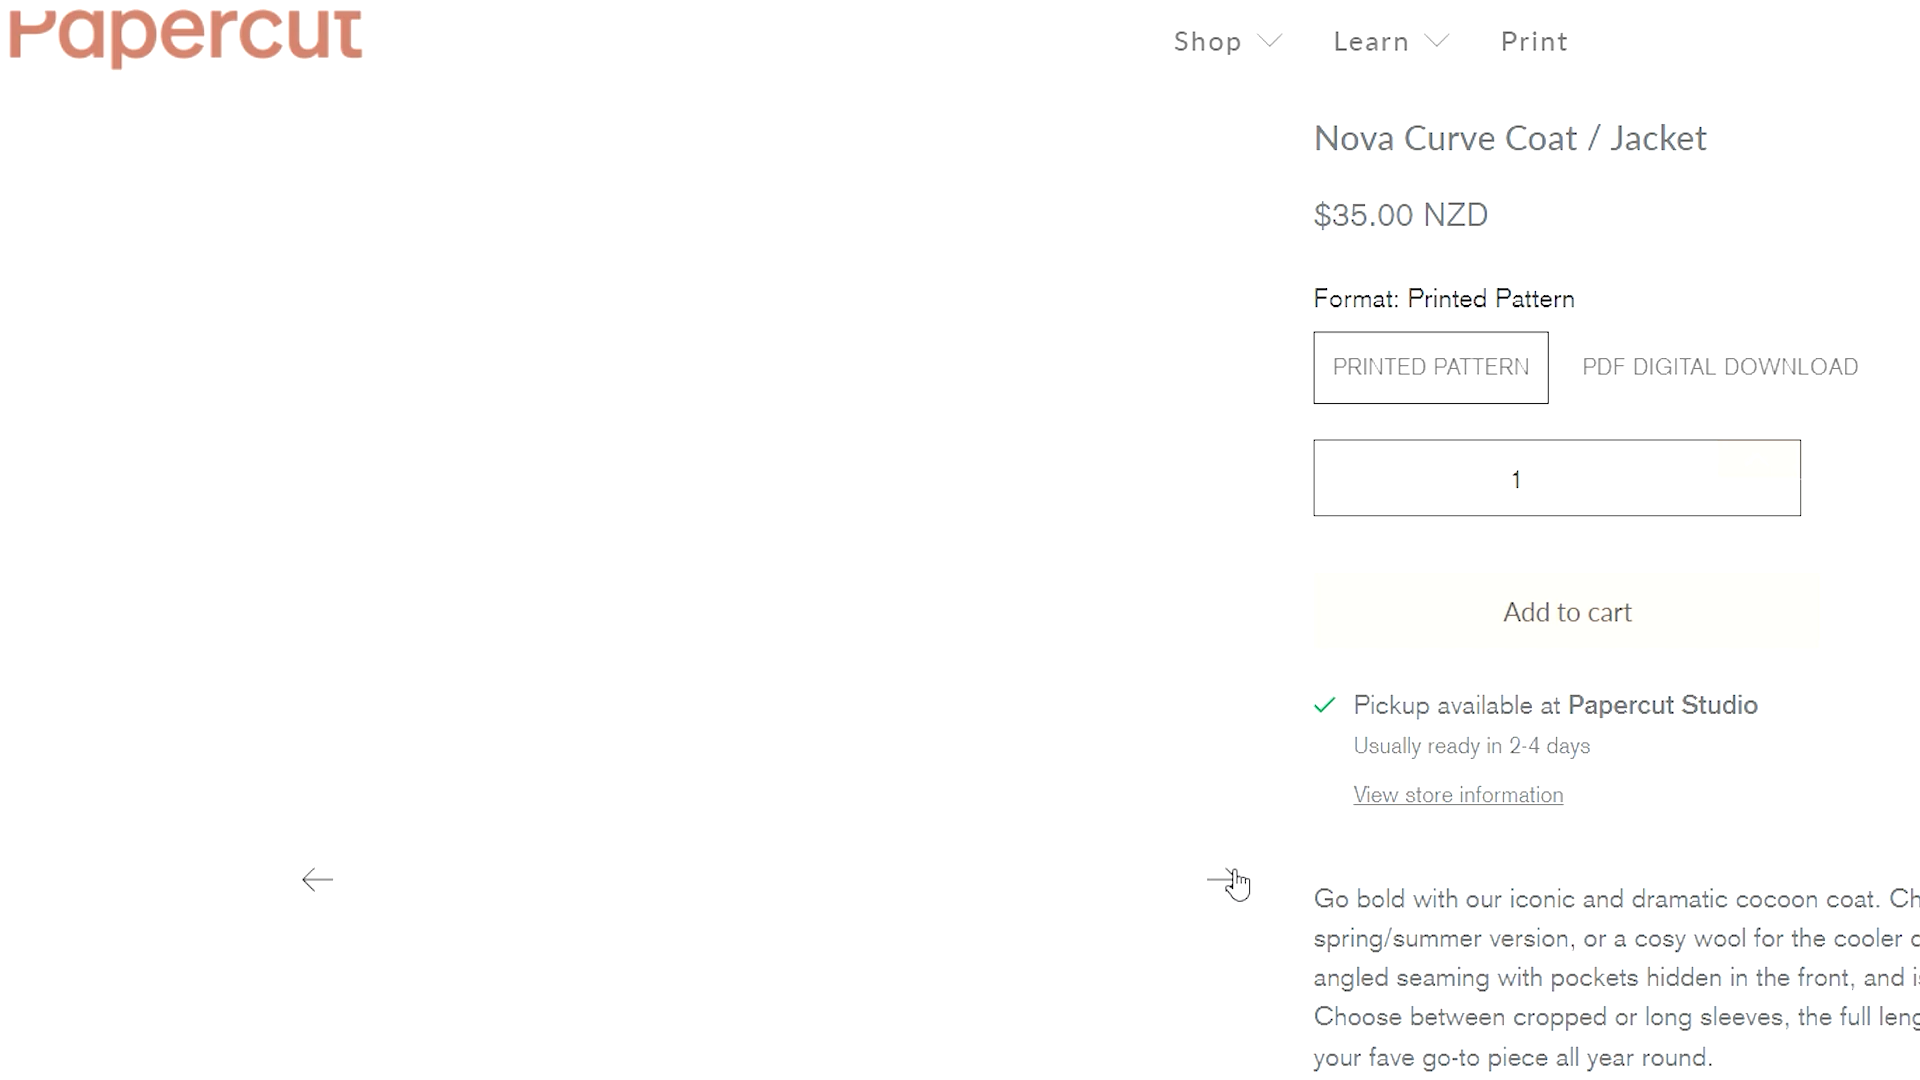 Papercut
Shop
Learn
Print
Nova Curve Coat / Jacket
$35.00 NZD
Format: Printed Pattern
PRINTED PATTERN
PDF DIGITAL DOWNLOAD
1
Add to cart
Pickup available at Papercut Studio
Usually ready in 2-4 days
View store information
Go bold with our iconic and dramatic cocoon coat.
spring/summer version, or a cosy wool for the cooler
angled seaming with pockets hidden in the front, and
Choose between cropped or long sleeves, the full
your fave go-to piece all year round.